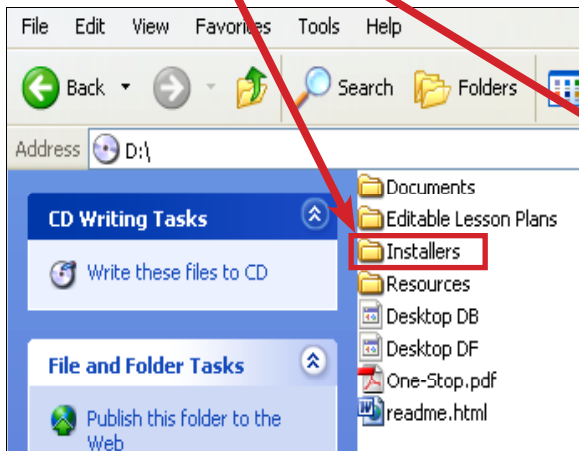 File Edit View Favorites Tools Help
Back Search Folders
Address D:\
CD Writing Tasks
Write these files to CD
File and Folder Tasks
Publish this folder to the
Web
Documents
Editable Lesson Plans
Installers
Resources
Desktop DB
Desktop DF
One-Stop.pdf
readme.html